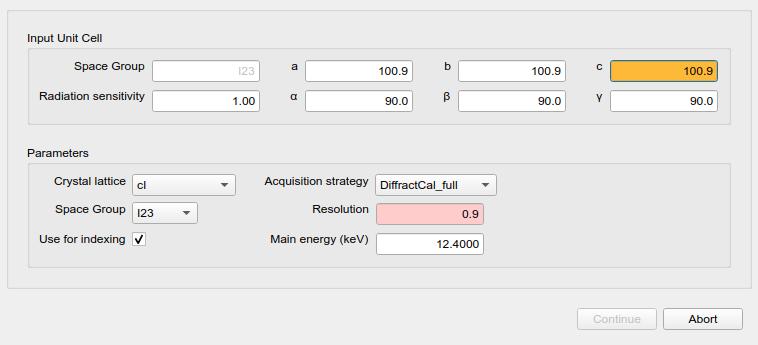 Input Unit Cell
Space Group I23 a 100.9 b 100.9 c 100.9
Radiation sensitivity 1.00 α 90.0 β 90.0 γ 90.0
Parameters
Crystal lattice cI Acquisition strategy DiffractCal_full
Space Group I23 Resolution 0.9
Use for indexing Main energy (keV) 12.4000
Continue Abort